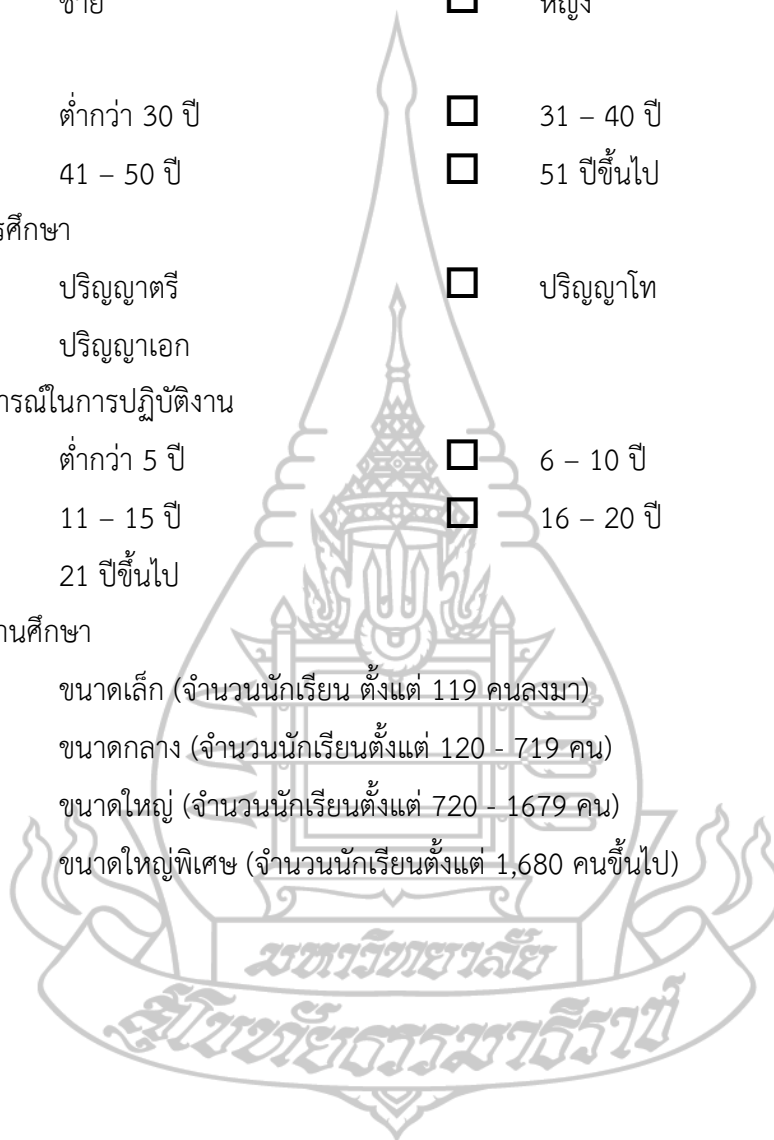 ชาย ☐ หญิง
ต่ำกว่า 30 ปี ☐ 31 – 40 ปี
41 – 50 ปี ☐ 51 ปีขึ้นไป
รศึกษา
ปริญญาตรี ☐ ปริญญาโท
ปริญญาเอก
ารณ์ในการปฏิบัติงาน
ต่ำกว่า 5 ปี ☐ 6 – 10 ปี
11 – 15 ปี ☐ 16 – 20 ปี
21 ปีขึ้นไป
านศึกษา
ขนาดเล็ก (จำนวนนักเรียน ตั้งแต่ 119 คนลงมา)
ขนาดกลาง (จำนวนนักเรียนตั้งแต่ 120 - 719 คน)
ขนาดใหญ่ (จำนวนนักเรียนตั้งแต่ 720 - 1679 คน)
ขนาดใหญ่พิเศษ (จำนวนนักเรียนตั้งแต่ 1,680 คนขึ้นไป)
มหาวิทยาลัย
สุโขทัยธรรมาธิราช